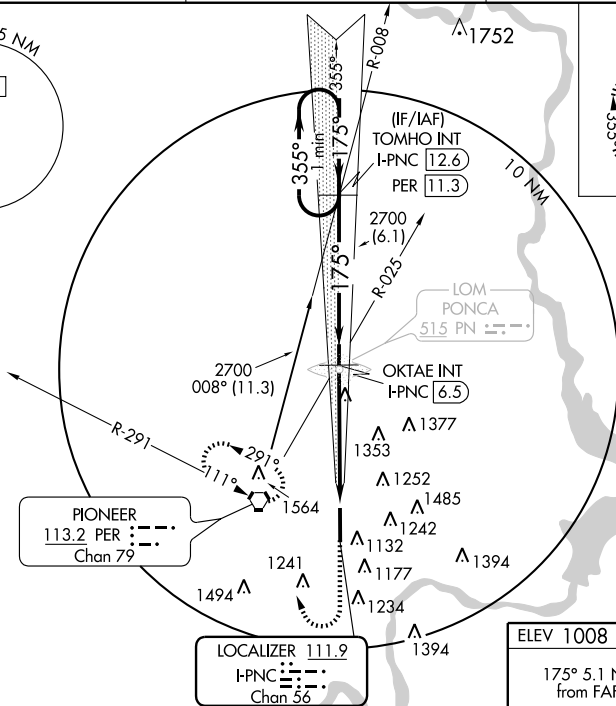 5 NM
1752
R-008
355°
175°
355°
1 min
(IF/IAF)
TOMHO INT
I-PNC 12.6
PER 11.3
10 NM
2700
(6.1)
R-025
175°
LOM
PONCA
515 PN
2700
008° (11.3)
OKTAE INT
I-PNC 6.5
1377
1353
R-291
291°
111°
1564
1252
1485
1242
PIONEER
113.2 PER
Chan 79
1132
1394
1241
1177
1494
1234
1394
LOCALIZER 111.9
I-PNC
Chan 56
ELEV 1008
175° 5.1 N
from FAF